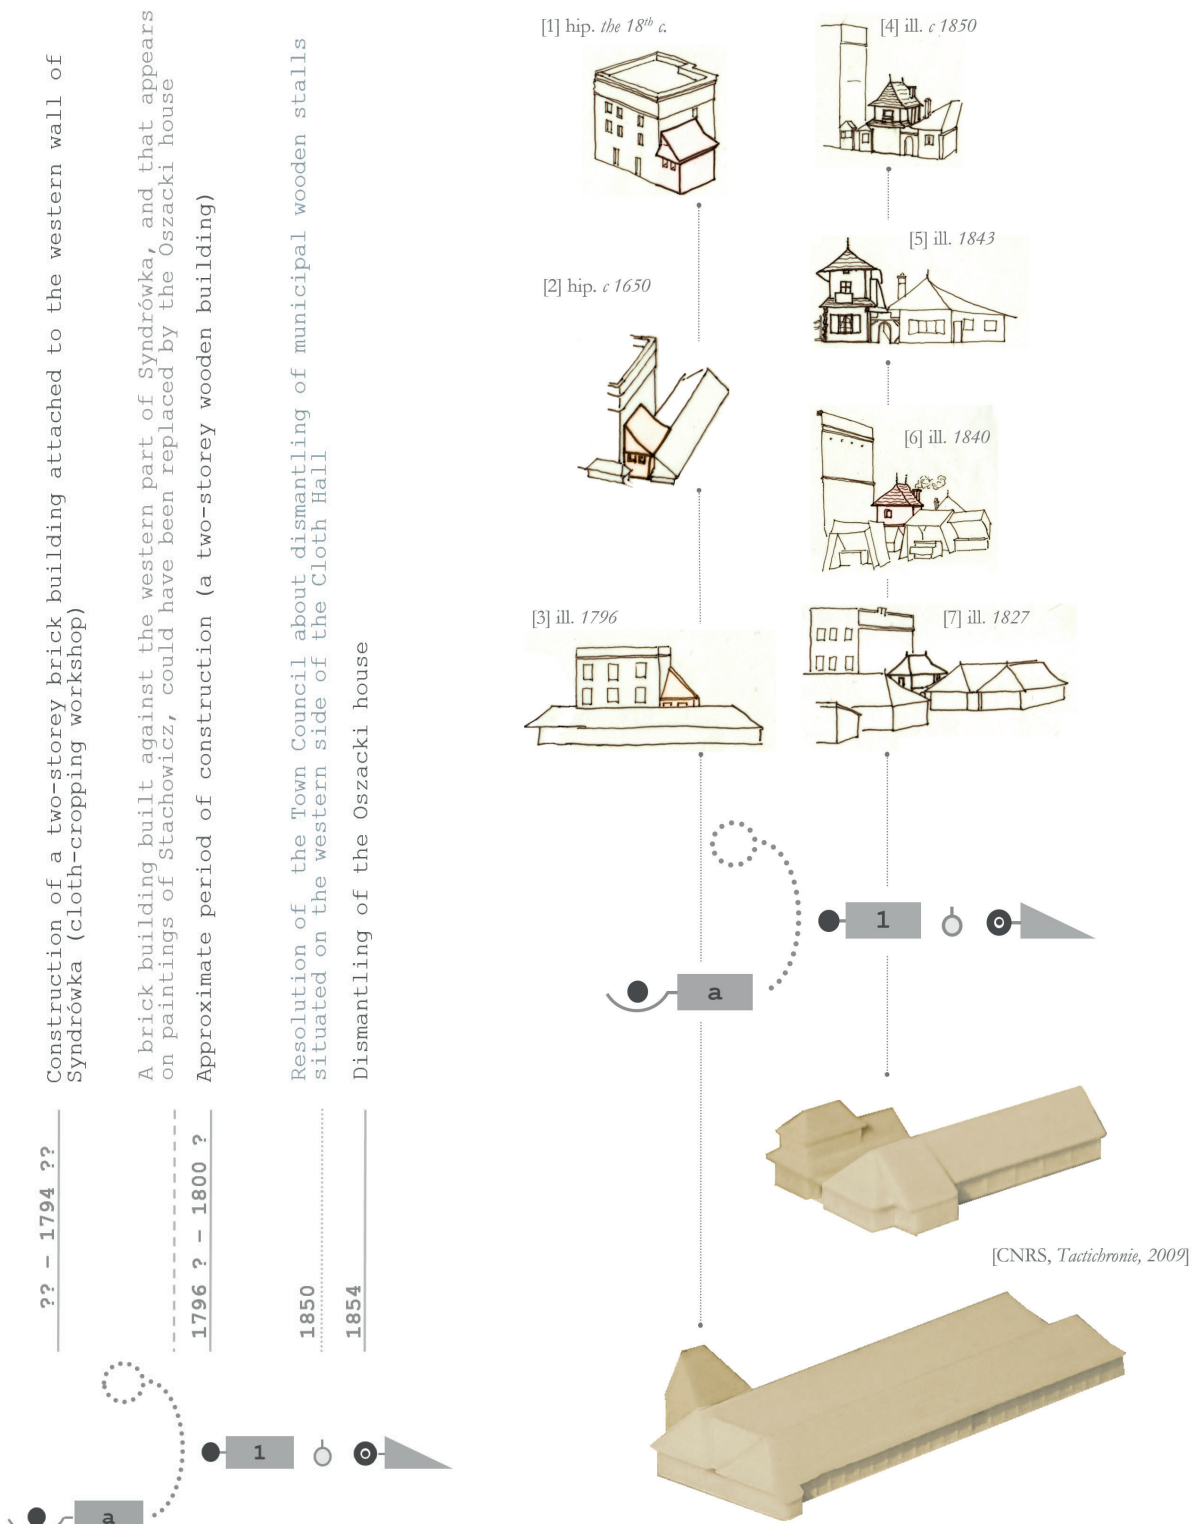 Construction of a two-storey brick building attached to the western wall of
Syndrówka (cloth-cropping workshop)
A brick building built against the western part of Syndrówka, and that appears
on paintings of Stachowicz, could have been replaced by the Oszacki house
Approximate period of construction (a two-storey wooden building)
Resolution of the Town Council about dismantling of municipal wooden stalls
situated on the western side of the Cloth Hall
Dismantling of the Oszacki house
?? – 1794 ??
1796 ? – 1800 ?
1850
1854
1
a
[1] hip. the 18th c.
[2] hip. c 1650
[3] ill. 1796
[4] ill. c 1850
[5] ill. 1843
[6] ill. 1840
[7] ill. 1827
1
a
[CNRS, Tactichronie, 2009]